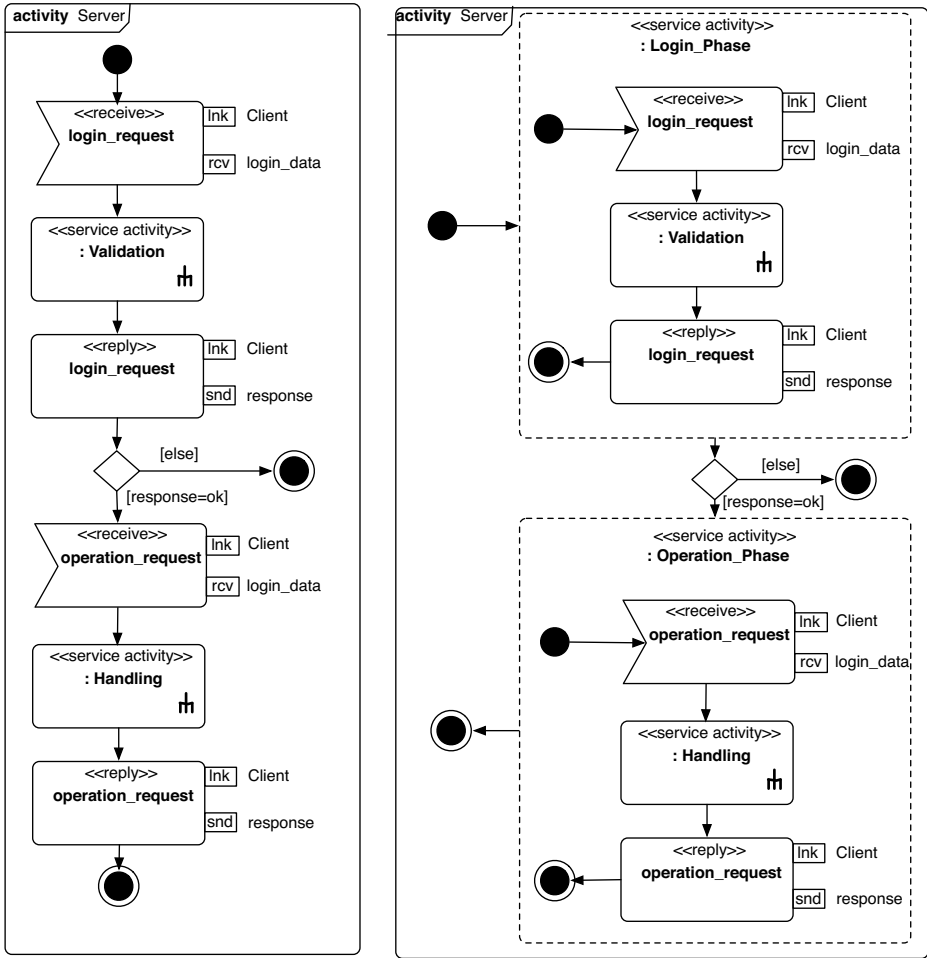 activity Server
<<receive>>
login_request
lnk Client
rcv login_data
<<service activity>>
: Validation
<<reply>>
login_request
lnk Client
snd response
[else]
[response=ok]
<<receive>>
operation_request
lnk Client
rcv login_data
<<service activity>>
: Handling
<<reply>>
operation_request
lnk Client
snd response
activity Server
<<service activity>>
: Login_Phase
<<receive>>
login_request
lnk Client
rcv login_data
<<service activity>>
: Validation
<<reply>>
login_request
lnk Client
snd response
[else]
[response=ok]
<<service activity>>
: Operation_Phase
<<receive>>
operation_request
lnk Client
rcv login_data
<<service activity>>
: Handling
<<reply>>
operation_request
lnk Client
snd response